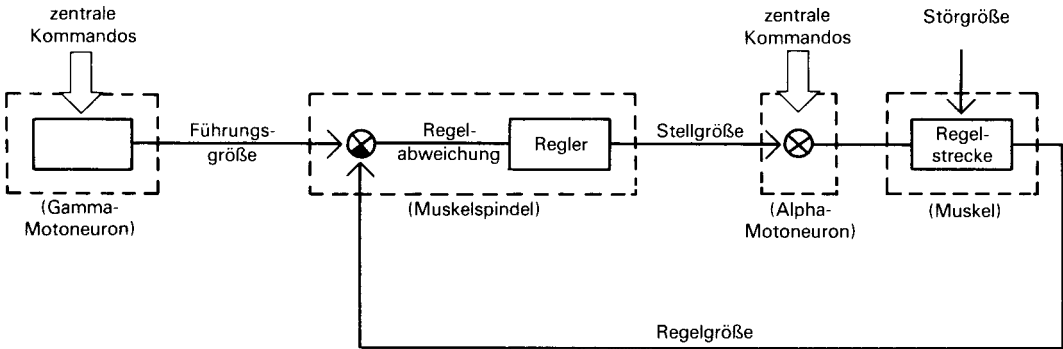 zentrale
Kommandos
zentrale
Kommandos
Störgröße
Führungs-
größe
Regel-
abweichung
Regler
Stellgröße
Regel-
strecke
(Gamma-
Motoneuron)
(Muskelspindel)
(Alpha-
Motoneuron)
(Muskel)
Regelgröße